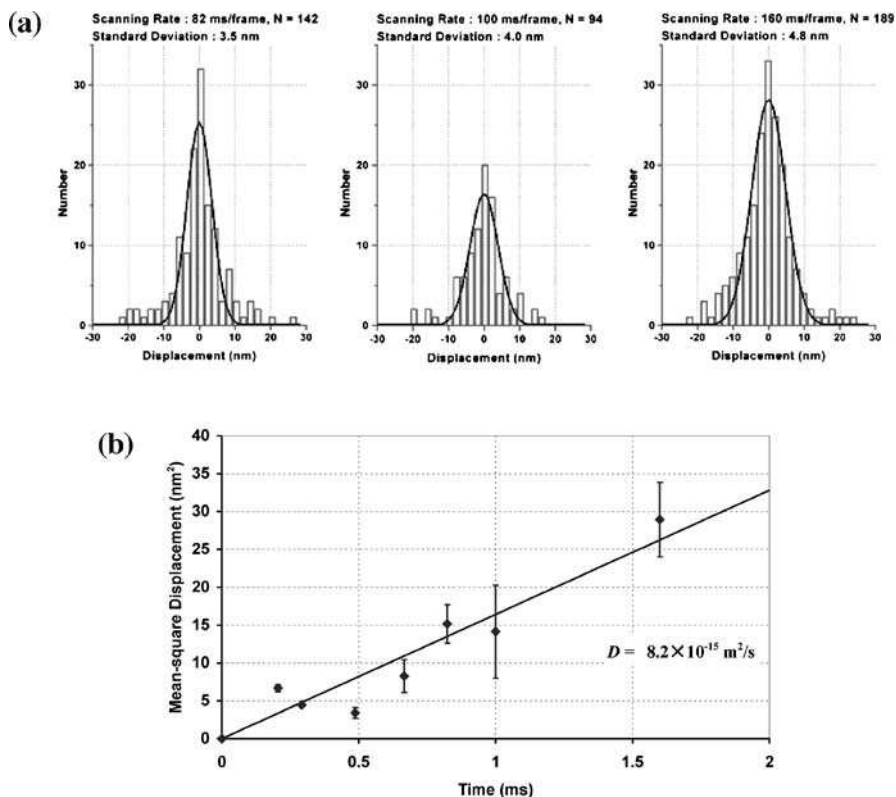 (a)
Scanning Rate : 82 ms/frame, N = 142
Standard Deviation : 3.5 nm
Number
30
20
10
0
-30 -20 -10 0 10 20 30
Displacement (nm)
Scanning Rate : 100 ms/frame, N = 94
Standard Deviation : 4.0 nm
Number
30
20
10
0
-30 -20 -10 0 10 20 30
Displacement (nm)
Scanning Rate : 160 ms/frame, N = 189
Standard Deviation : 4.8 nm
Number
30
20
10
0
-30 -20 -10 0 10 20 30
Displacement (nm)
(b)
Mean-square Displacement (nm²)
40
35
30
25
20
15
10
5
0
D = 8.2×10⁻¹⁵ m²/s
0 0.5 1 1.5 2
Time (ms)